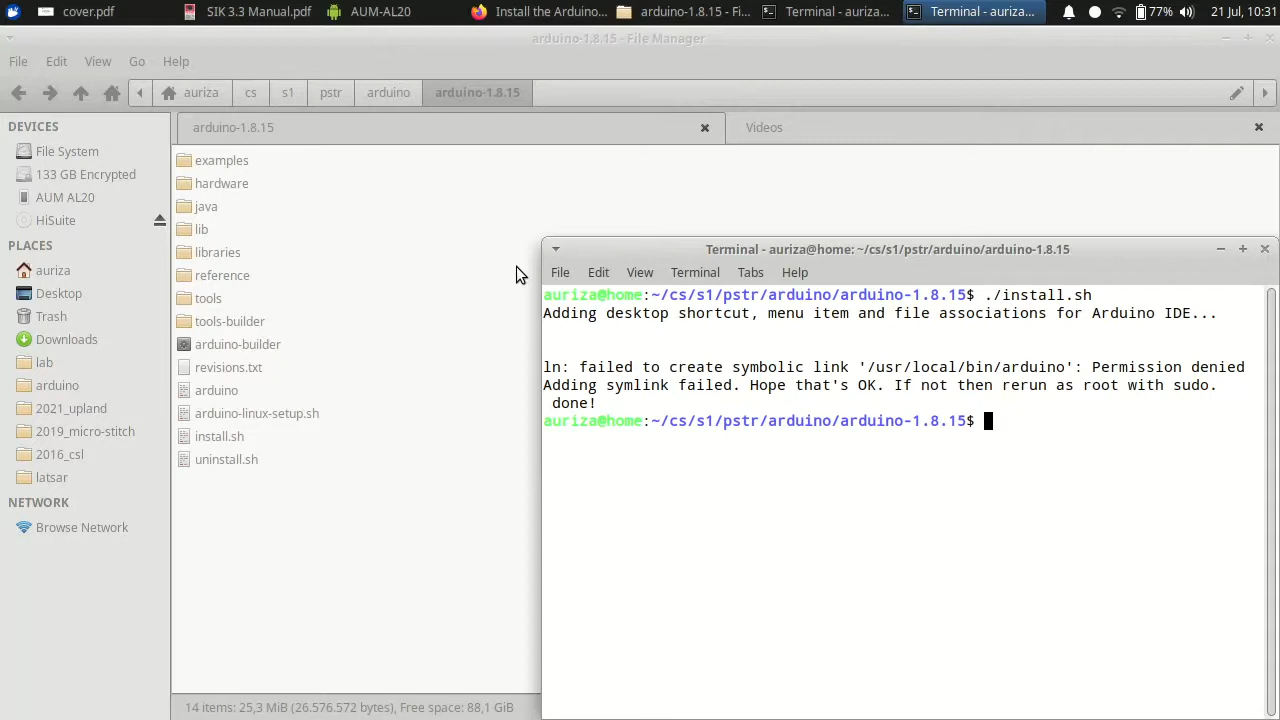 cover.pdf SIK 3.3 Manual.pdf AUM-AL20 Install the Arduino... arduino-1.8.15 - Fi... Terminal - auriza... Terminal - auriza... 77% 21 Jul, 10:31
arduino-1.8.15 - File Manager
File Edit View Go Help
auriza cs s1 pstr arduino arduino-1.8.15
DEVICES
File System
133 GB Encrypted
AUM AL20
HiSuite
PLACES
auriza
Desktop
Trash
Downloads
lab
arduino
2021_upland
2019_micro-stitch
2016_csl
latsar
NETWORK
Browse Network
arduino-1.8.15 Videos
examples
hardware
java
lib
libraries
reference
tools
tools-builder
arduino-builder
revisions.txt
arduino
arduino-linux-setup.sh
install.sh
uninstall.sh
14 items: 25,3 MiB (26.576.572 bytes), Free space: 88,1 GiB
Terminal - auriza@home: ~/cs/s1/pstr/arduino/arduino-1.8.15
File Edit View Terminal Tabs Help
auriza@home:~/cs/s1/pstr/arduino/arduino-1.8.15$ ./install.sh
Adding desktop shortcut, menu item and file associations for Arduino IDE...
ln: failed to create symbolic link '/usr/local/bin/arduino': Permission denied
Adding symlink failed. Hope that's OK. If not then rerun as root with sudo.
done!
auriza@home:~/cs/s1/pstr/arduino/arduino-1.8.15$